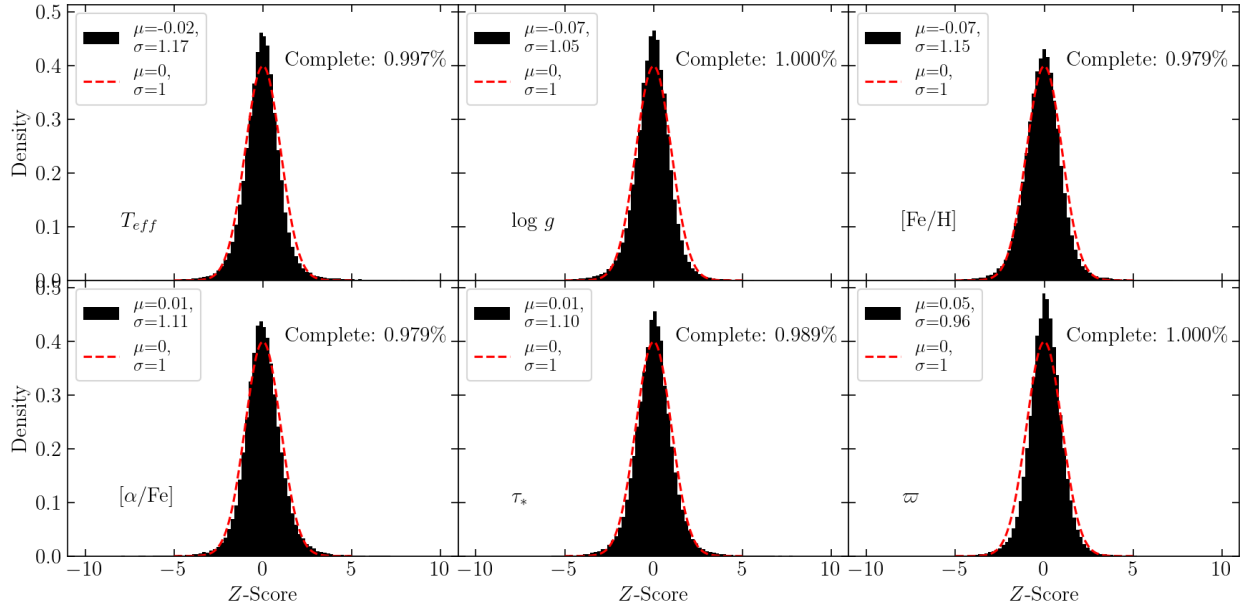 0.5
0.4
0.3
0.2
0.1
0.0
Density
μ=-0.02,
σ=1.17
μ=0,
σ=1
Complete: 0.997%
T_{eff}
μ=-0.07,
σ=1.05
μ=0,
σ=1
Complete: 1.000%
log g
μ=-0.07,
σ=1.15
μ=0,
σ=1
Complete: 0.979%
[Fe/H]
0.5
0.4
0.3
0.2
0.1
0.0
Density
μ=0.01,
σ=1.11
μ=0,
σ=1
Complete: 0.979%
[α/Fe]
−10 −5 0 5 10
Z-Score
μ=0.01,
σ=1.10
μ=0,
σ=1
Complete: 0.989%
τ_*
−10 −5 0 5 10
Z-Score
μ=0.05,
σ=0.96
μ=0,
σ=1
Complete: 1.000%
ϖ
−10 −5 0 5 10
Z-Score